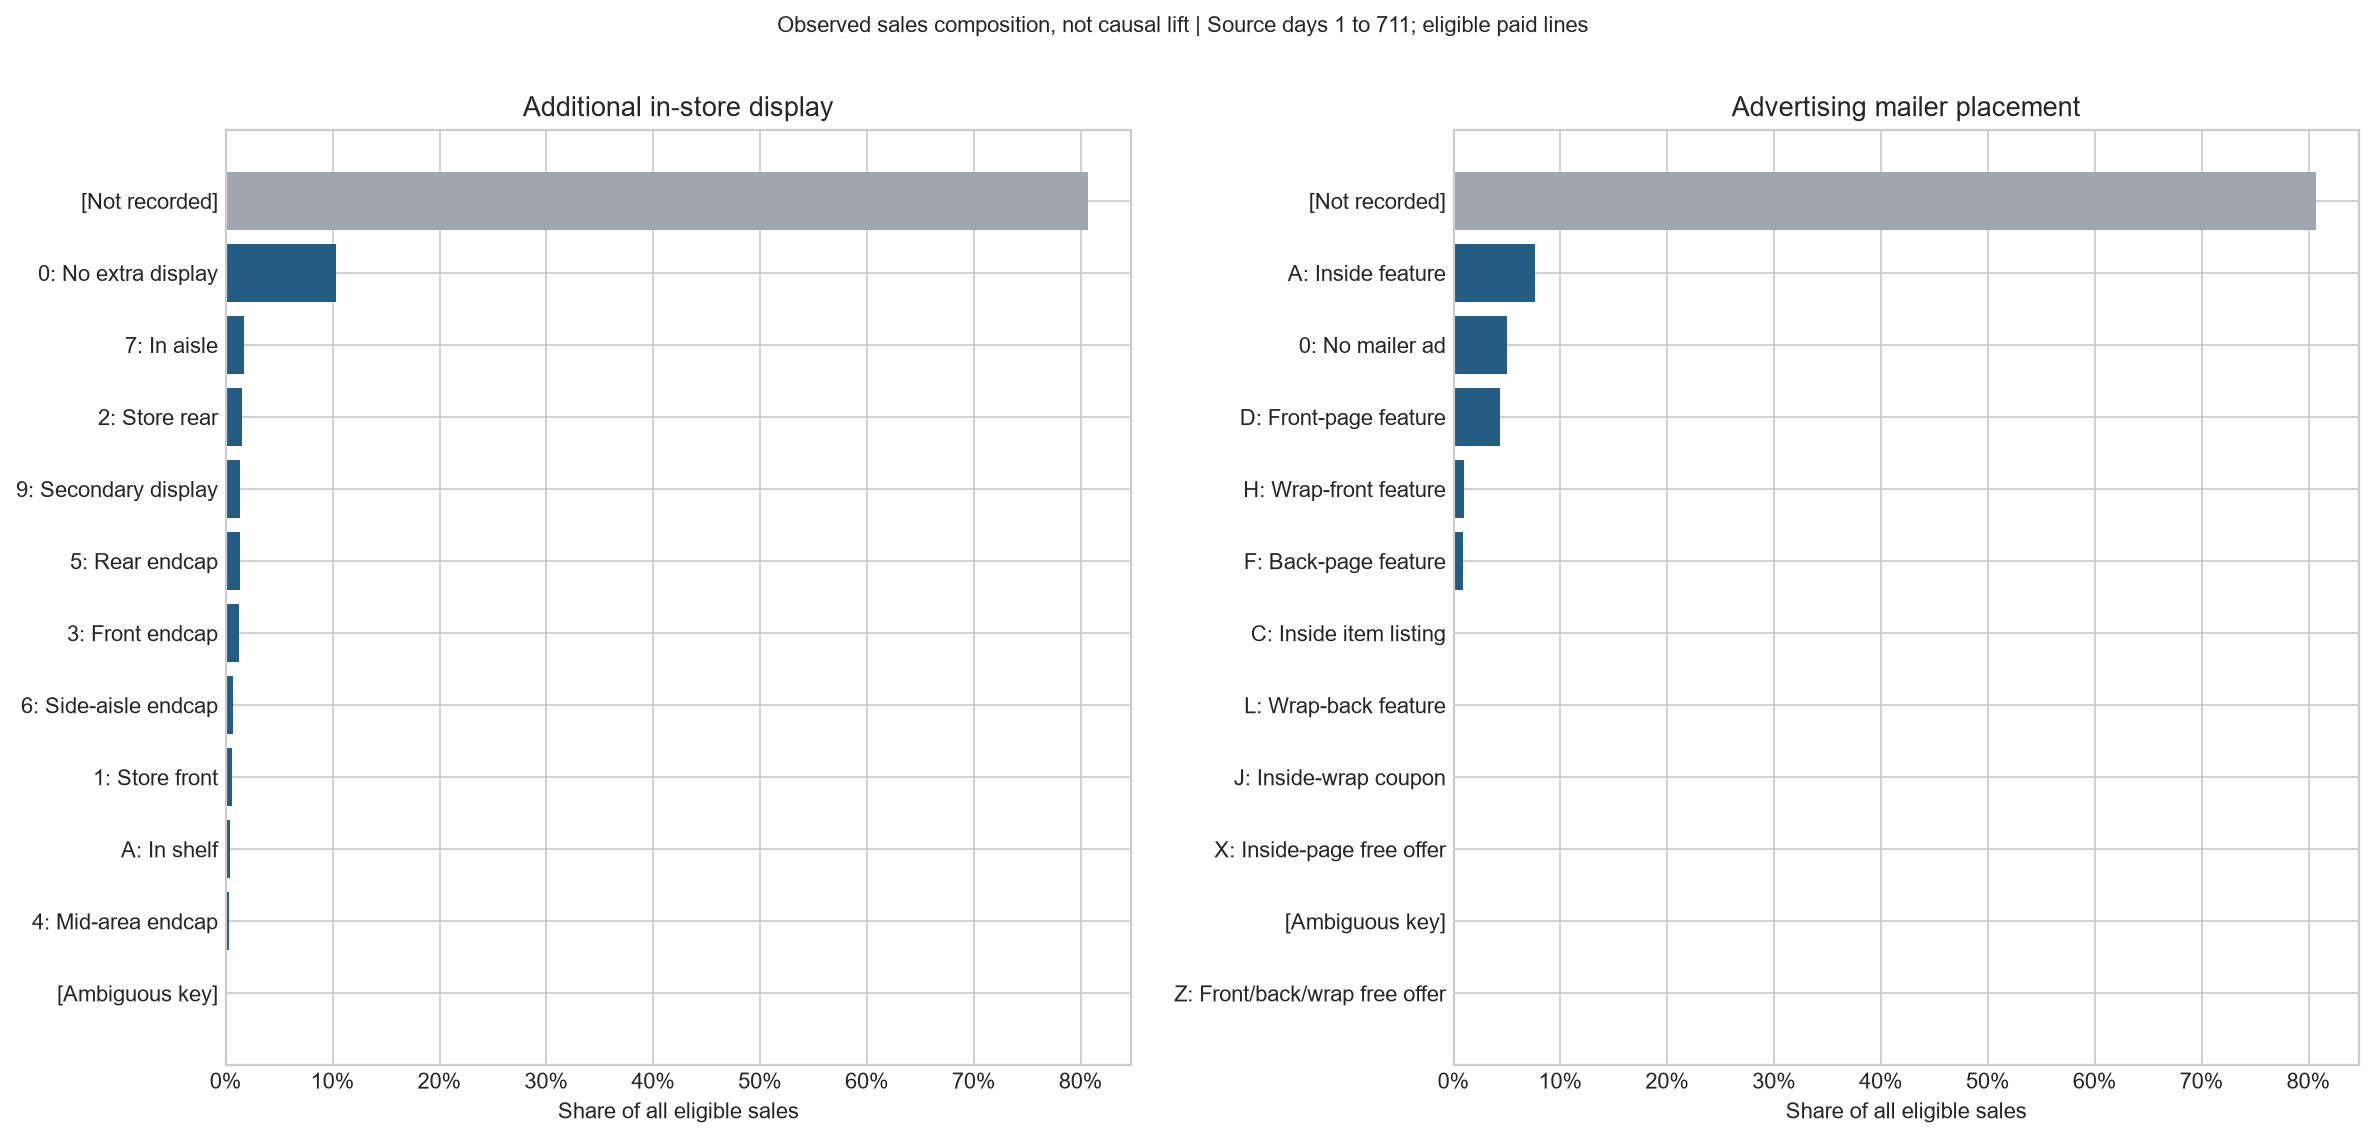 Observed sales composition, not causal lift | Source days 1 to 711; eligible paid lines
Additional in-store display
[Not recorded]
0: No extra display
7: In aisle
2: Store rear
9: Secondary display
5: Rear endcap
3: Front endcap
6: Side-aisle endcap
1: Store front
A: In shelf
4: Mid-area endcap
[Ambiguous key]
0% 10% 20% 30% 40% 50% 60% 70% 80%
Share of all eligible sales
Advertising mailer placement
[Not recorded]
A: Inside feature
0: No mailer ad
D: Front-page feature
H: Wrap-front feature
F: Back-page feature
C: Inside item listing
L: Wrap-back feature
J: Inside-wrap coupon
X: Inside-page free offer
[Ambiguous key]
Z: Front/back/wrap free offer
0% 10% 20% 30% 40% 50% 60% 70% 80%
Share of all eligible sales